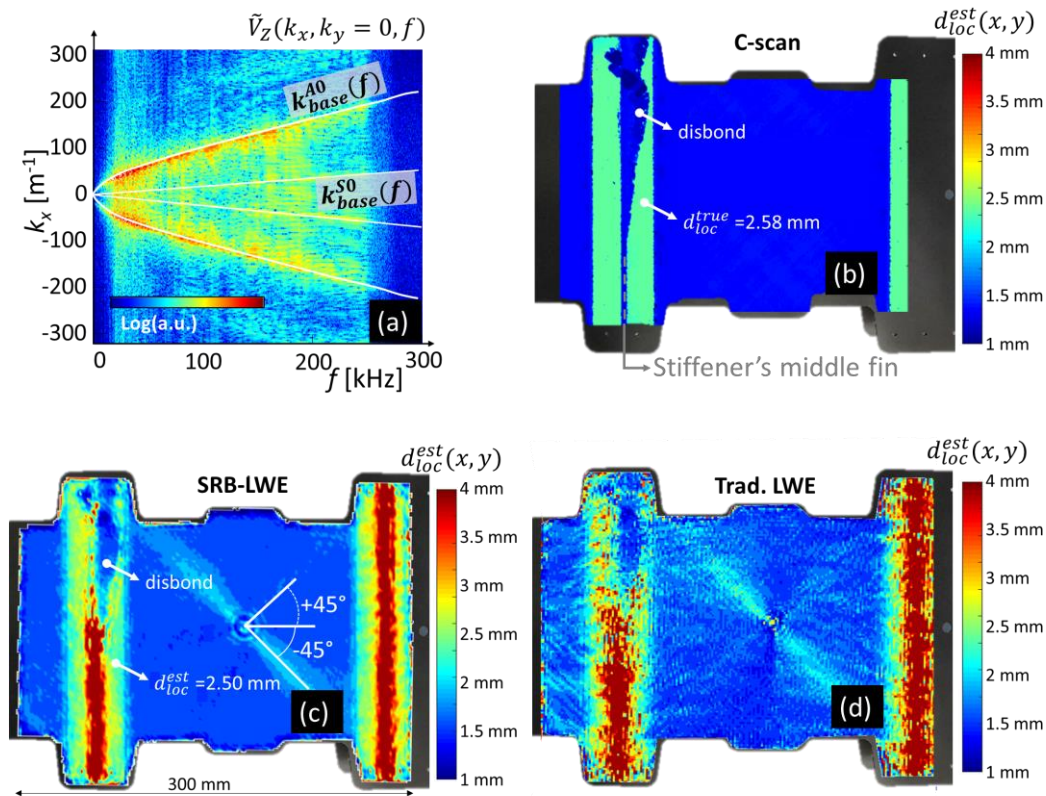 Ṽ_Z(k_x, k_y = 0, f)
300
200
100
0
-100
-200
-300
k_x [m⁻¹]
k_base^A0(f)
k_base^S0(f)
Log(a.u.)
(a)
0
100
200
300
f [kHz]
d_loc^est(x, y)
C-scan
disbond
d_loc^true=2.58 mm
(b)
Stiffener's middle fin
4 mm
3.5 mm
3 mm
2.5 mm
2 mm
1.5 mm
1 mm
d_loc^est(x, y)
SRB-LWE
disbond
+45°
-45°
d_loc^est=2.50 mm
(c)
300 mm
4 mm
3.5 mm
3 mm
2.5 mm
2 mm
1.5 mm
1 mm
d_loc^est(x, y)
Trad. LWE
(d)
4 mm
3.5 mm
3 mm
2.5 mm
2 mm
1.5 mm
1 mm